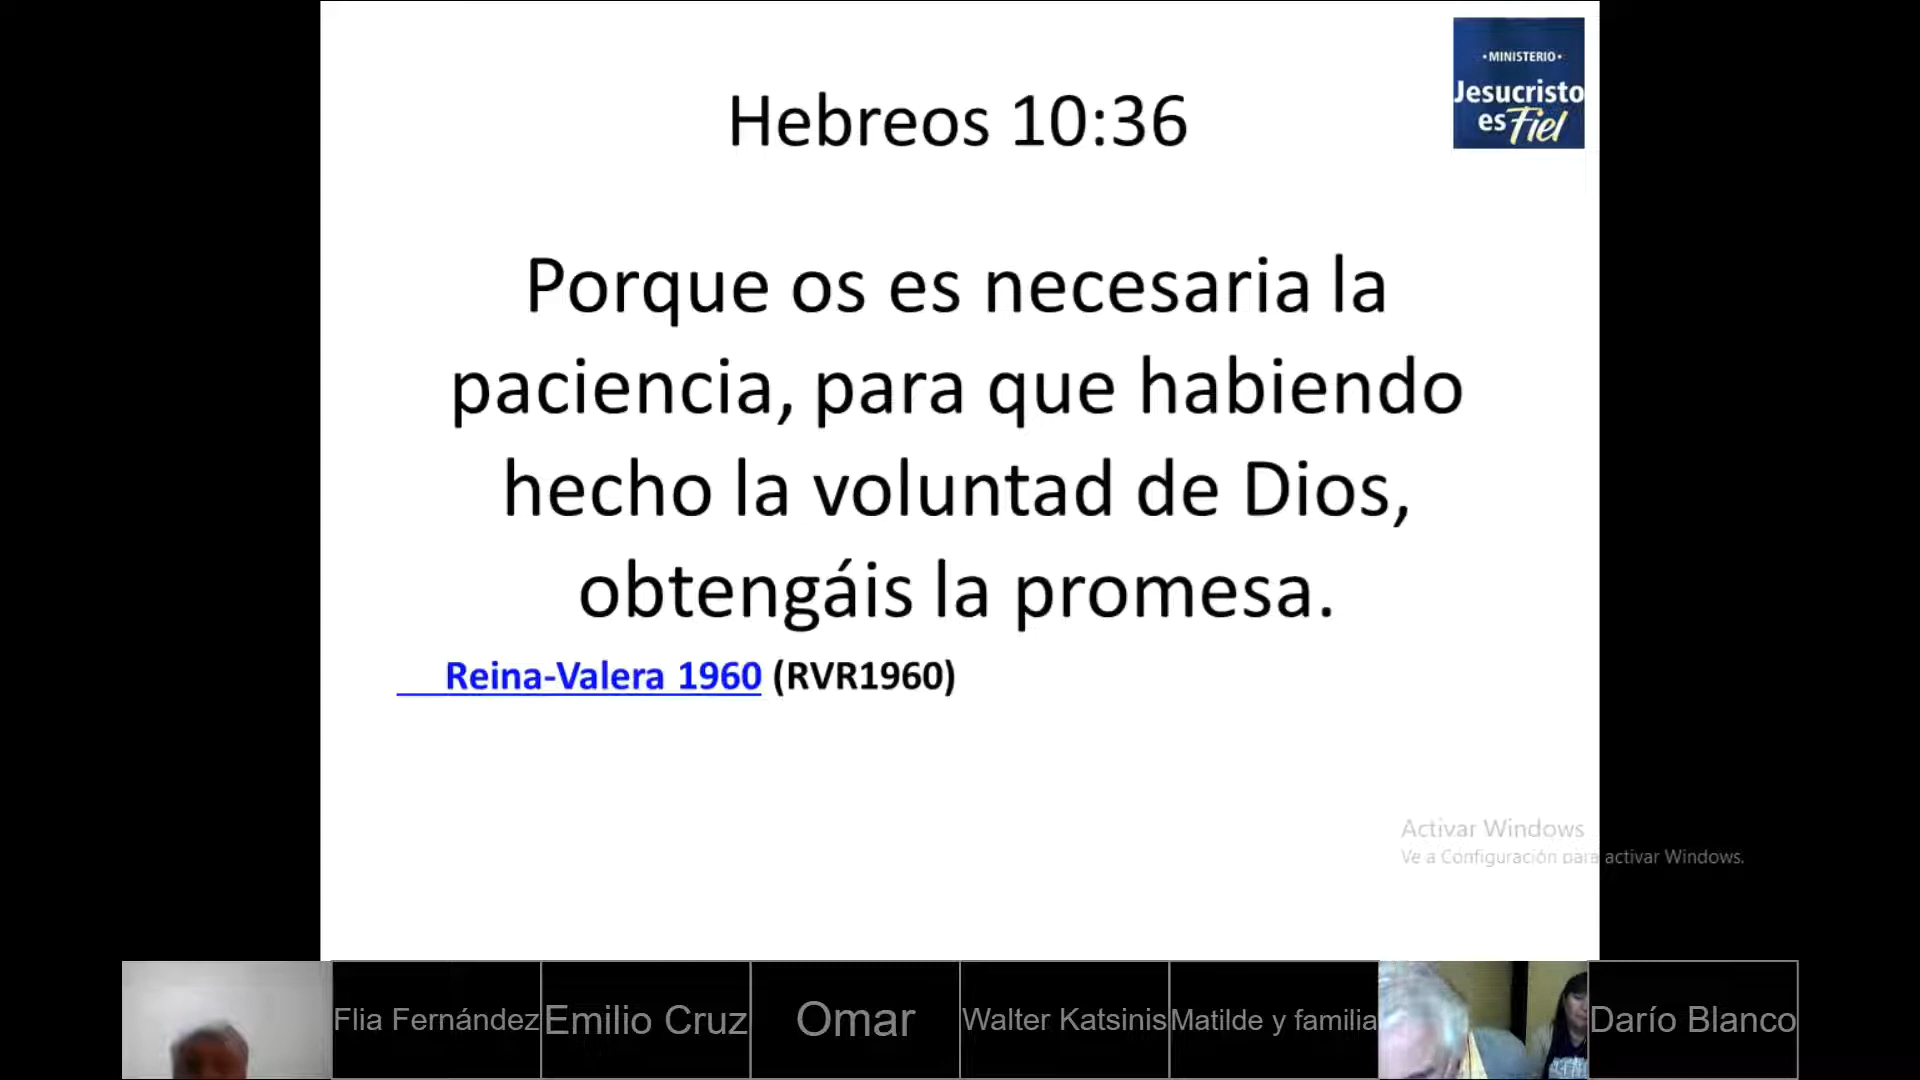 •MINISTERIO•
Jesucristo
es Fiel
Hebreos 10:36
Porque os es necesaria la
paciencia, para que habiendo
hecho la voluntad de Dios,
obtengáis la promesa.
Reina-Valera 1960 (RVR1960)
Activar Windows
Ve a Configuración para activar Windows.
Flia Fernández
Emilio Cruz
Omar
Walter Katsinis
Matilde y familia
Darío Blanco